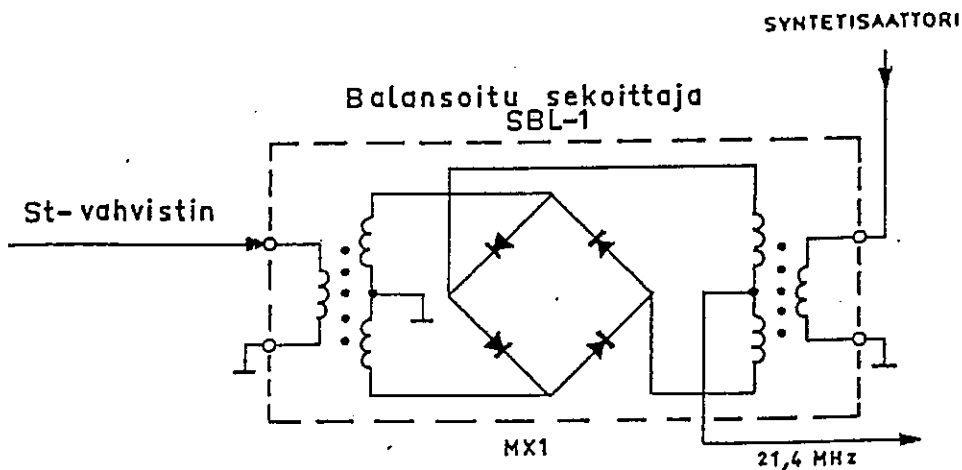 SYNTETISAATTORI
Balansoitu sekoittaja
SBL-1
St-vahvistin
MX1
21,4 MHz